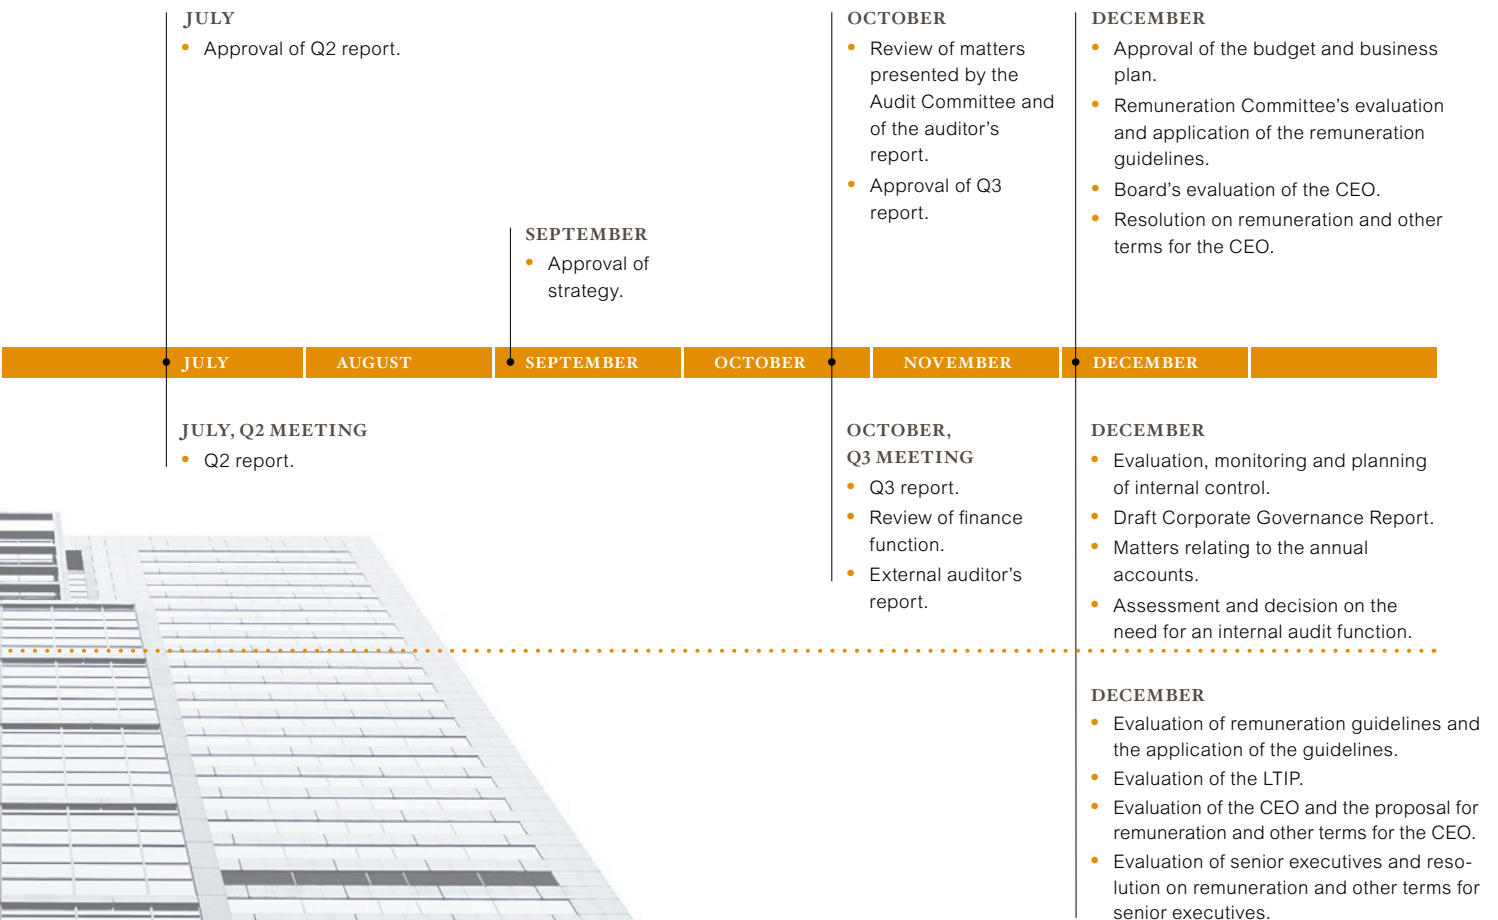 JULY
• Approval of Q2 report.
SEPTEMBER
• Approval of
strategy.
OCTOBER
• Review of matters
presented by the
Audit Committee and
of the auditor’s
report.
• Approval of Q3
report.
DECEMBER
• Approval of the budget and business
plan.
• Remuneration Committee’s evaluation
and application of the remuneration
guidelines.
• Board’s evaluation of the CEO.
• Resolution on remuneration and other
terms for the CEO.
JULY AUGUST SEPTEMBER OCTOBER NOVEMBER DECEMBER
JULY, Q2 MEETING
• Q2 report.
OCTOBER,
Q3 MEETING
• Q3 report.
• Review of finance
function.
• External auditor’s
report.
DECEMBER
• Evaluation, monitoring and planning
of internal control.
• Draft Corporate Governance Report.
• Matters relating to the annual
accounts.
• Assessment and decision on the
need for an internal audit function.
DECEMBER
• Evaluation of remuneration guidelines and
the application of the guidelines.
• Evaluation of the LTIP.
• Evaluation of the CEO and the proposal for
remuneration and other terms for the CEO.
• Evaluation of senior executives and reso-
lution on remuneration and other terms for
senior executives.